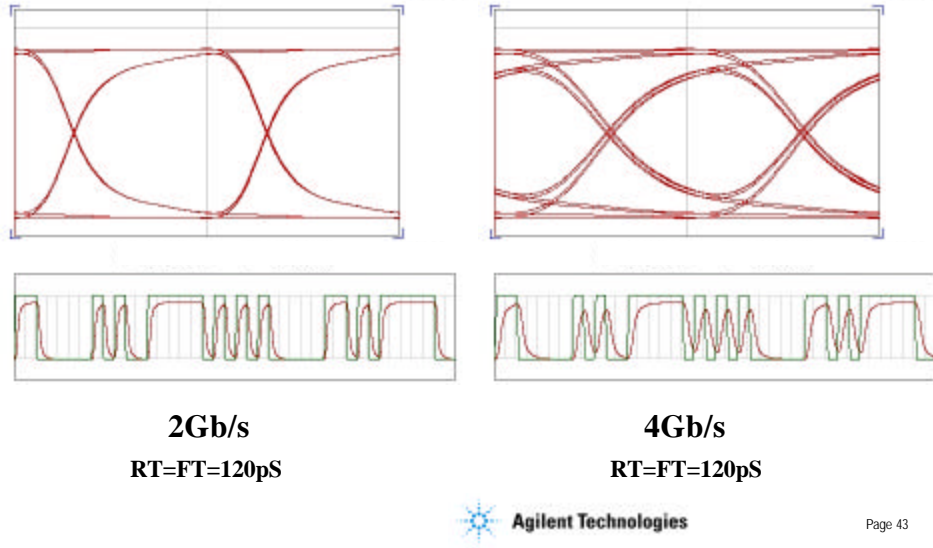 2Gb/s
4Gb/s
RT=FT=120pS
RT=FT=120pS
Agilent Technologies
Page 43